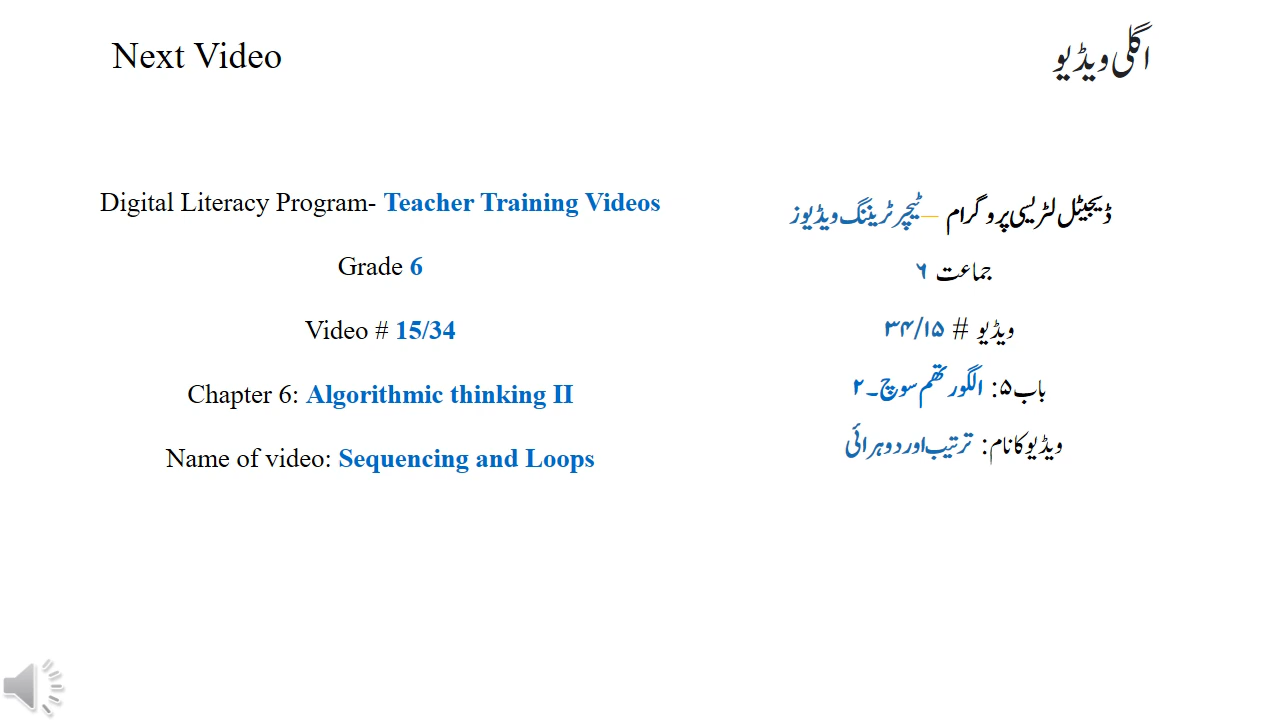 Next Video
اگلی ویڈیو
Digital Literacy Program- Teacher Training Videos
Grade 6
Video # 15/34
Chapter 6: Algorithmic thinking II
Name of video: Sequencing and Loops
ڈیجیٹل لٹریسی پروگرام – ٹیچر ٹریننگ ویڈیوز
جماعت ۶
ویڈیو # ۳۴/۱۵
باب ۵: الگورتھم سوچ۔۲
ویڈیو کا نام: ترتیب اور دوہرائی